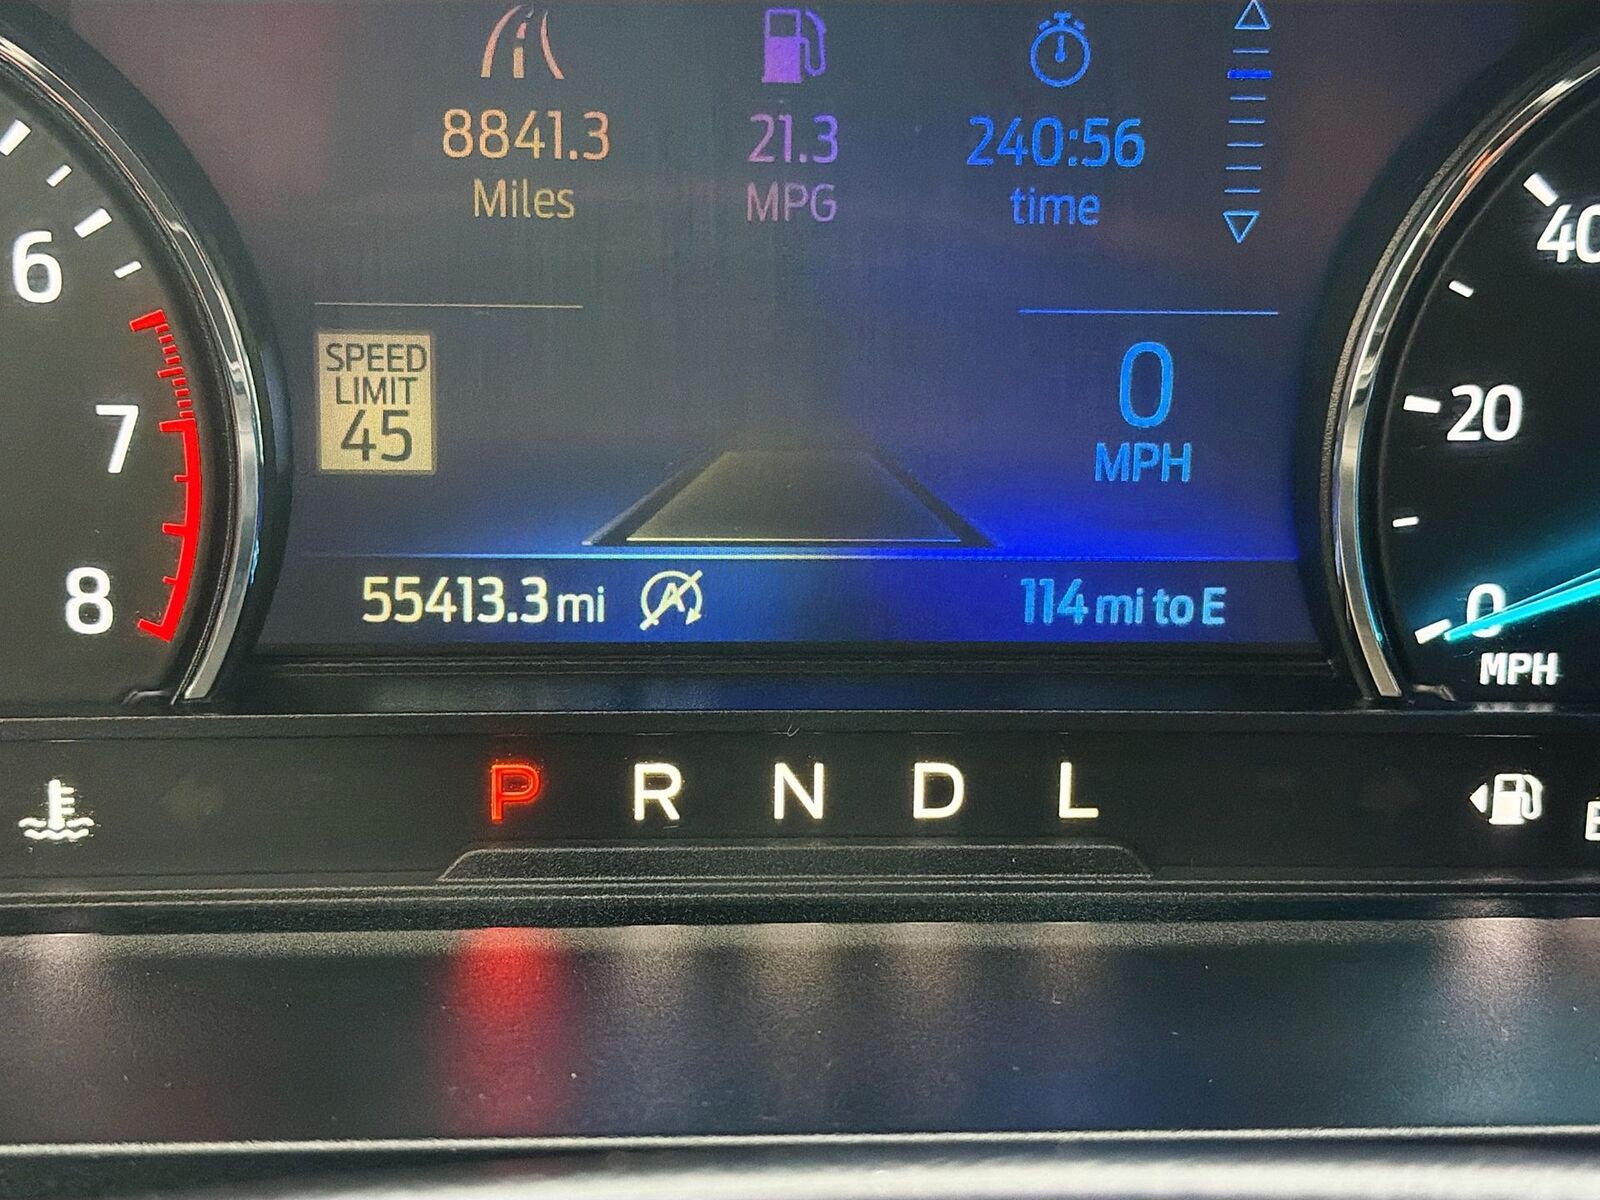 8841.3 21.3 240:56
Miles MPG time
6
SPEED
LIMIT
45
0
MPH
40
7
20
8
55413.3 mi A 114 mi to E
0
MPH
P R N D L
E